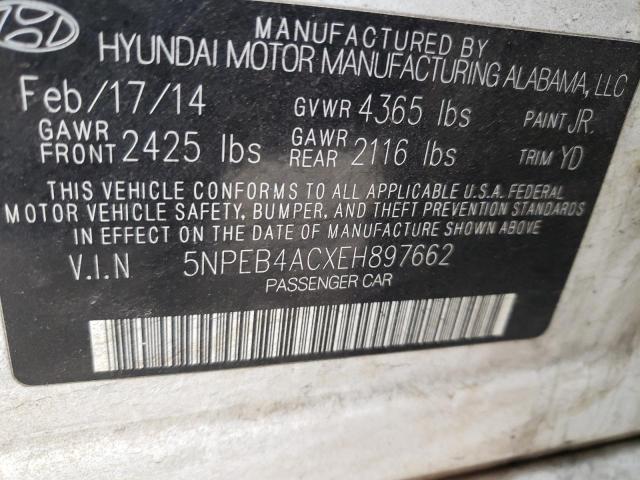 MANUFACTURED BY
HYUNDAI MOTOR MANUFACTURING ALABAMA, LLC
Feb/17/14 GVWR 4365 lbs PAINT JR.
GAWR FRONT 2425 lbs GAWR REAR 2116 lbs TRIM YD
THIS VEHICLE CONFORMS TO ALL APPLICABLE U.S.A. FEDERAL
MOTOR VEHICLE SAFETY, BUMPER, AND THEFT PREVENTION STANDARDS
IN EFFECT ON THE DATE OF MANUFACTURE SHOWN ABOVE.
V.I.N 5NPEB4ACXEH897662
PASSENGER CAR